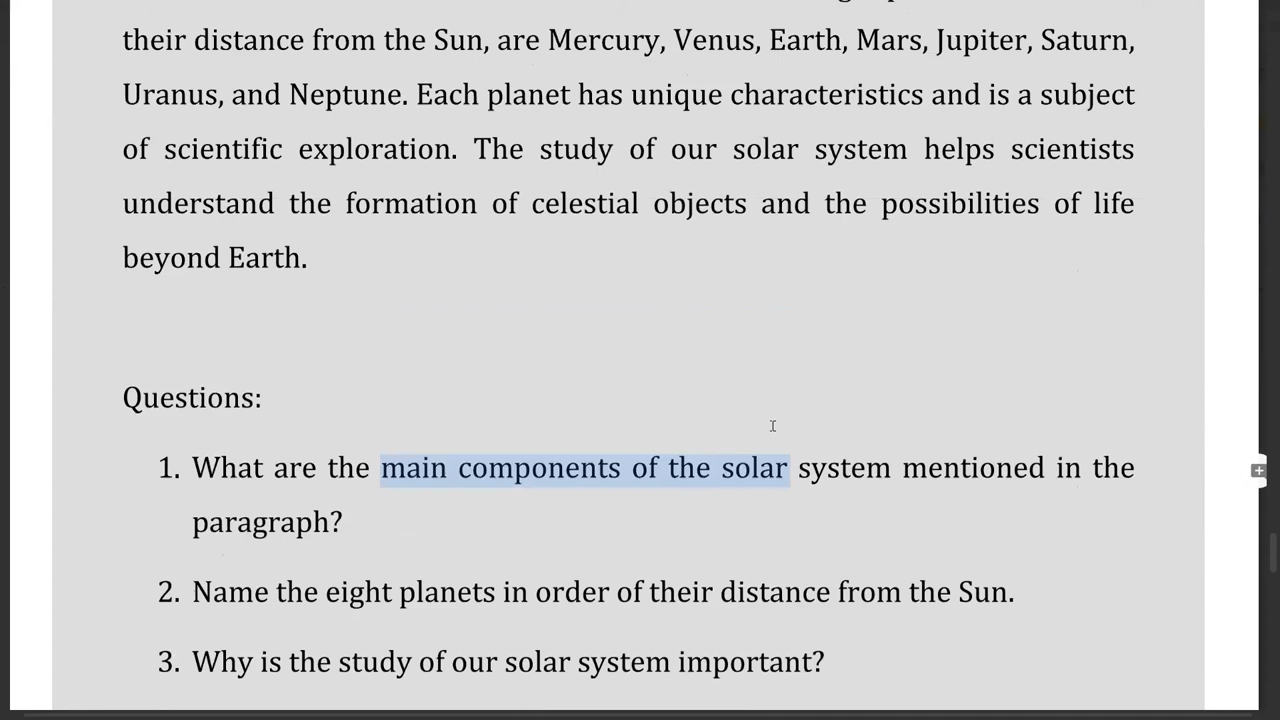 their distance from the Sun, are Mercury, Venus, Earth, Mars, Jupiter, Saturn,
Uranus, and Neptune. Each planet has unique characteristics and is a subject
of scientific exploration. The study of our solar system helps scientists
understand the formation of celestial objects and the possibilities of life
beyond Earth.
Questions:
1. What are the main components of the solar system mentioned in the
paragraph?
2. Name the eight planets in order of their distance from the Sun.
3. Why is the study of our solar system important?